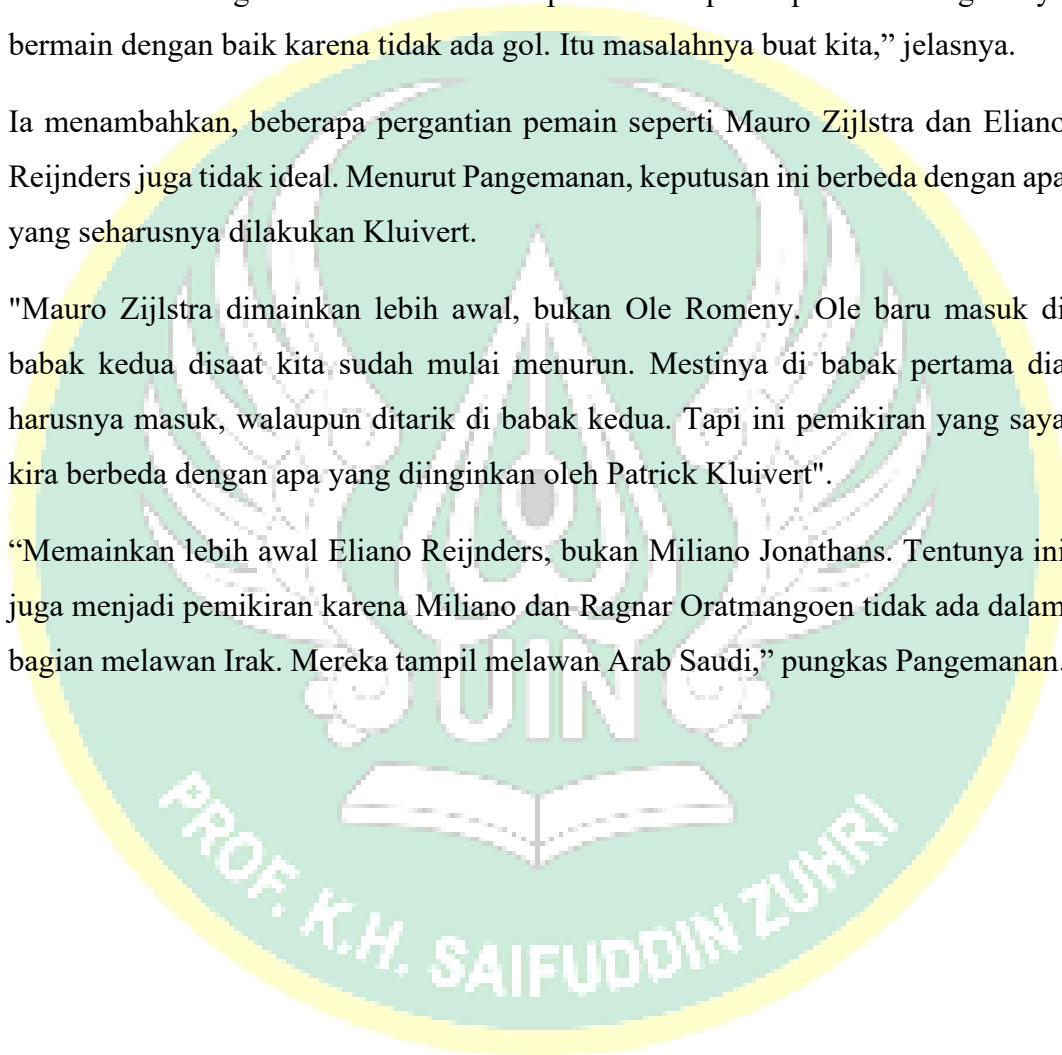 bermain dengan baik karena tidak ada gol. Itu masalahnya buat kita,” jelasnya.
Ia menambahkan, beberapa pergantian pemain seperti Mauro Zijlstra dan Eliano
Reijnders juga tidak ideal. Menurut Pangemanan, keputusan ini berbeda dengan apa
yang seharusnya dilakukan Kluivert.
"Mauro Zijlstra dimainkan lebih awal, bukan Ole Romeny. Ole baru masuk di
babak kedua disaat kita sudah mulai menurun. Mestinya di babak pertama dia
harusnya masuk, walaupun ditarik di babak kedua. Tapi ini pemikiran yang saya
kira berbeda dengan apa yang diinginkan oleh Patrick Kluivert".
“Memainkan lebih awal Eliano Reijnders, bukan Miliano Jonathans. Tentunya ini
juga menjadi pemikiran karena Miliano dan Ragnar Oratmangoen tidak ada dalam
bagian melawan Irak. Mereka tampil melawan Arab Saudi,” pungkas Pangemanan.
UIN
PROF. K.H. SAIFUDDIN ZUHRI